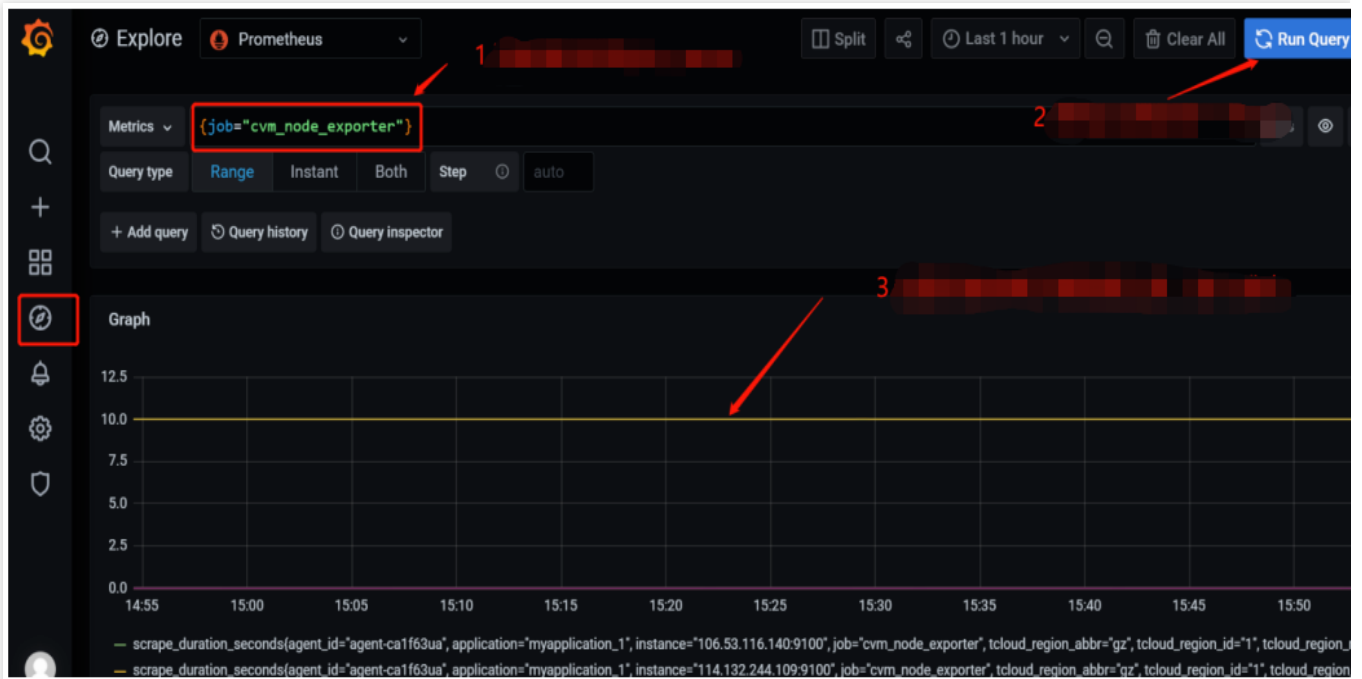 Explore Prometheus Split Last 1 hour Clear All Run Query
1
Metrics {job="cvm_node_exporter"}
2
Query type Range Instant Both Step auto
+ Add query Query history Query inspector
3
Graph
12.5
10.0
7.5
5.0
2.5
0.0
14:55 15:00 15:05 15:10 15:15 15:20 15:25 15:30 15:35 15:40 15:45 15:50
scrape_duration_seconds{agent_id="agent-ca1f63ua", application="myapplication_1", instance="106.53.116.140:9100", job="cvm_node_exporter", tcloud_region_abbr="gz", tcloud_region_id="1", tcloud_region_
scrape_duration_seconds{agent_id="agent-ca1f63ua", application="myapplication_1", instance="114.132.244.109:9100", job="cvm_node_exporter", tcloud_region_abbr="gz", tcloud_region_id="1", tcloud_region